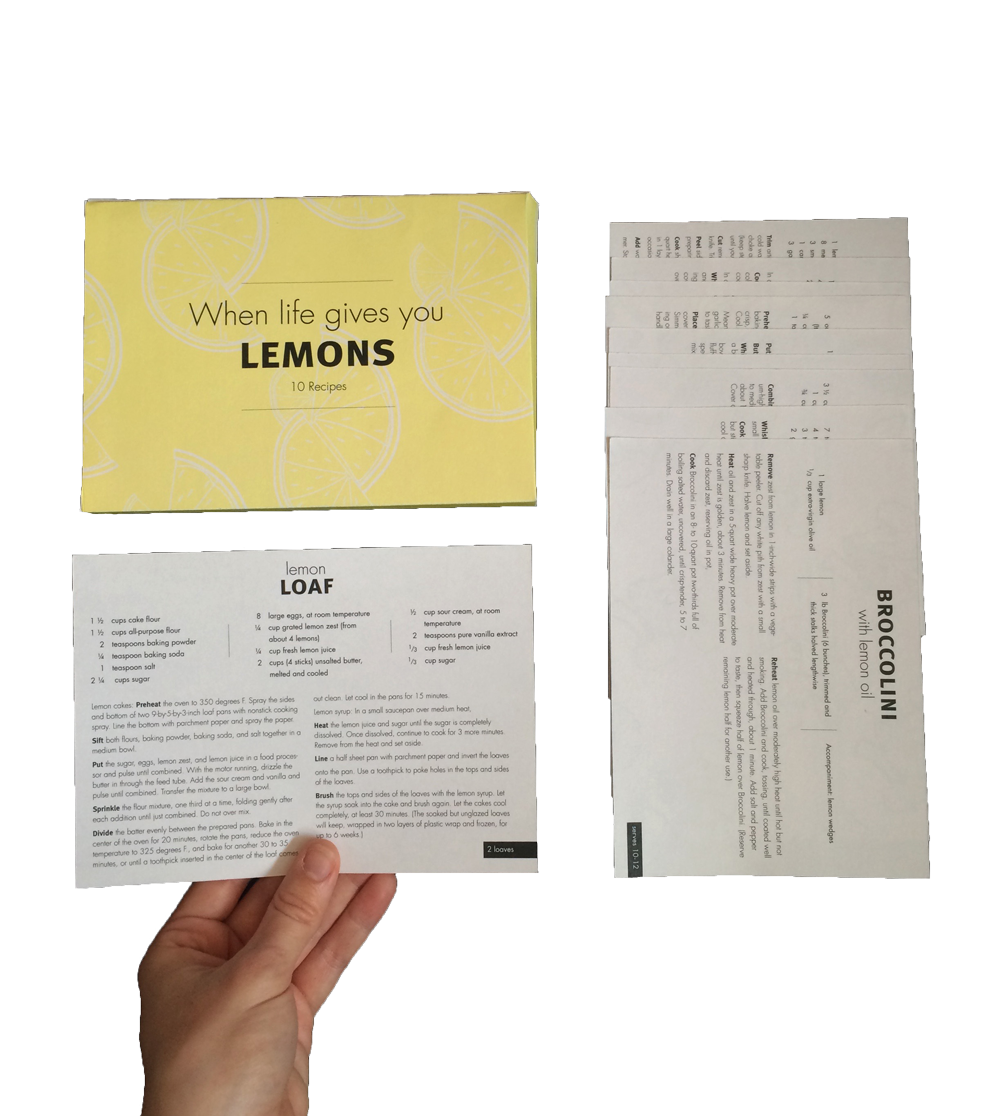 When life gives you
LEMONS
10 Recipes
lemon
LOAF
1 ½ cups cake flour
1 ½ cups all-purpose flour
2 teaspoons baking powder
¼ teaspoon baking soda
1 teaspoon salt
2 ¼ cups sugar
8 large eggs, at room temperature
¼ cup grated lemon zest (from
about 4 lemons)
¼ cup fresh lemon juice
2 cups (4 sticks) unsalted butter,
melted and cooled
½ cup sour cream, at room
temperature
2 teaspoons pure vanilla extract
1/3 cup fresh lemon juice
1/3 cup sugar
Lemon cakes: Preheat the oven to 350 degrees F. Spray the sides
and bottom of two 9-by-5-by-3-inch loaf pans with nonstick cooking
spray. Line the bottom with parchment paper and spray the paper.
Sift both flours, baking powder, baking soda, and salt together in a
medium bowl.
Put the sugar, eggs, lemon zest, and lemon juice in a food proces-
sor and pulse until combined. With the motor running, drizzle the
butter in through the feed tube. Add the sour cream and vanilla and
pulse until combined. Transfer the mixture to a large bowl.
Sprinkle the flour mixture, one third at a time, folding gently after
each addition until just combined. Do not over mix.
Divide the batter evenly between the prepared pans. Bake in the
center of the oven for 20 minutes, rotate the pans, reduce the oven
temperature to 325 degrees F., and bake for another 30 to 35
minutes, or until a toothpick inserted in the center of the loaf comes
out clean. Let cool in the pans for 15 minutes.
Lemon syrup: In a small saucepan over medium heat,
Heat the lemon juice and sugar until the sugar is completely
dissolved. Once dissolved, continue to cook for 3 more minutes.
Remove from the heat and set aside.
Line a half sheet pan with parchment paper and invert the loaves
onto the pan. Use a toothpick to poke holes in the tops and sides
of the loaves.
Brush the tops and sides of the loaves with the lemon syrup. Let
the syrup soak into the cake and brush again. Let the cakes cool
completely, at least 30 minutes. (The soaked but unglazed loaves
will keep, wrapped in two layers of plastic wrap and frozen, for
up to 6 weeks.)
2 loaves
BROCCOLINI
with lemon oil
1 large lemon
1/3 cup extra-virgin olive oil
3 lb Broccolini (6 bunches), trimmed and
thick stalks halved lengthwise
Accompaniment: lemon wedges
Remove zest from lemon in 1-inch-wide strips with a vege-
table peeler. Cut off any white pith from zest with a small
sharp knife. Halve lemon and set aside.
Heat oil and zest in a 5-quart wide heavy pot over moderate
heat until zest is golden, about 3 minutes. Remove from heat
and discard zest, reserving oil in pot,
Cook Broccolini in an 8- to 10-quart pot two-thirds full of
boiling salted water, uncovered, until crisp-tender, 5 to 7
minutes. Drain well in a large colander.
Reheat lemon oil over moderately high heat until hot but not
smoking. Add Broccolini and cook, tossing, until coated well
and heated through, about 1 minute. Add salt and pepper
to taste, then squeeze half of lemon over Broccolini. (Reserve
remaining lemon half for another use.)
serves 10-12